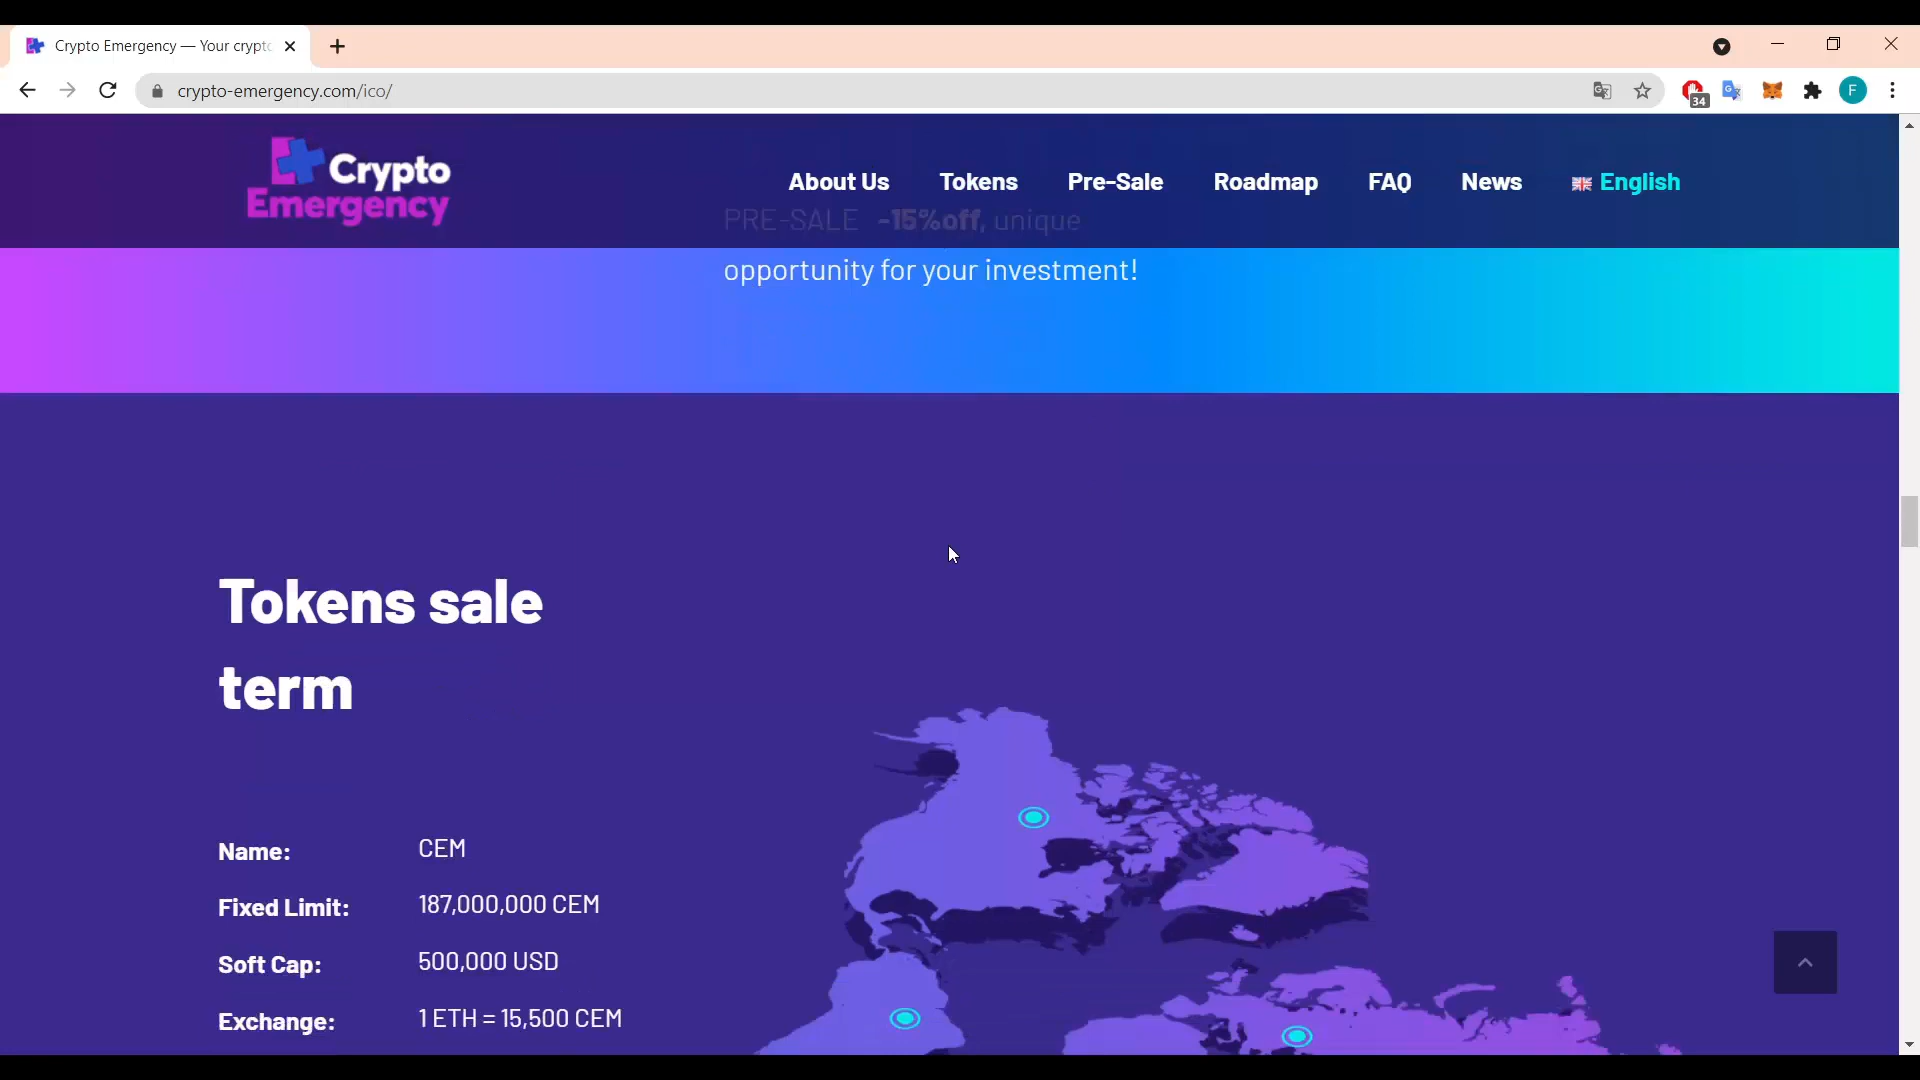 Crypto Emergency — Your crypto
crypto-emergency.com/ico/
34
F
Crypto
Emergency
About Us
Tokens
Pre-Sale
Roadmap
FAQ
News
English
PRE-SALE -15%off, unique
opportunity for your investment!
Tokens sale
term
Name: CEM
Fixed Limit: 187,000,000 CEM
Soft Cap: 500,000 USD
Exchange: 1 ETH = 15,500 CEM